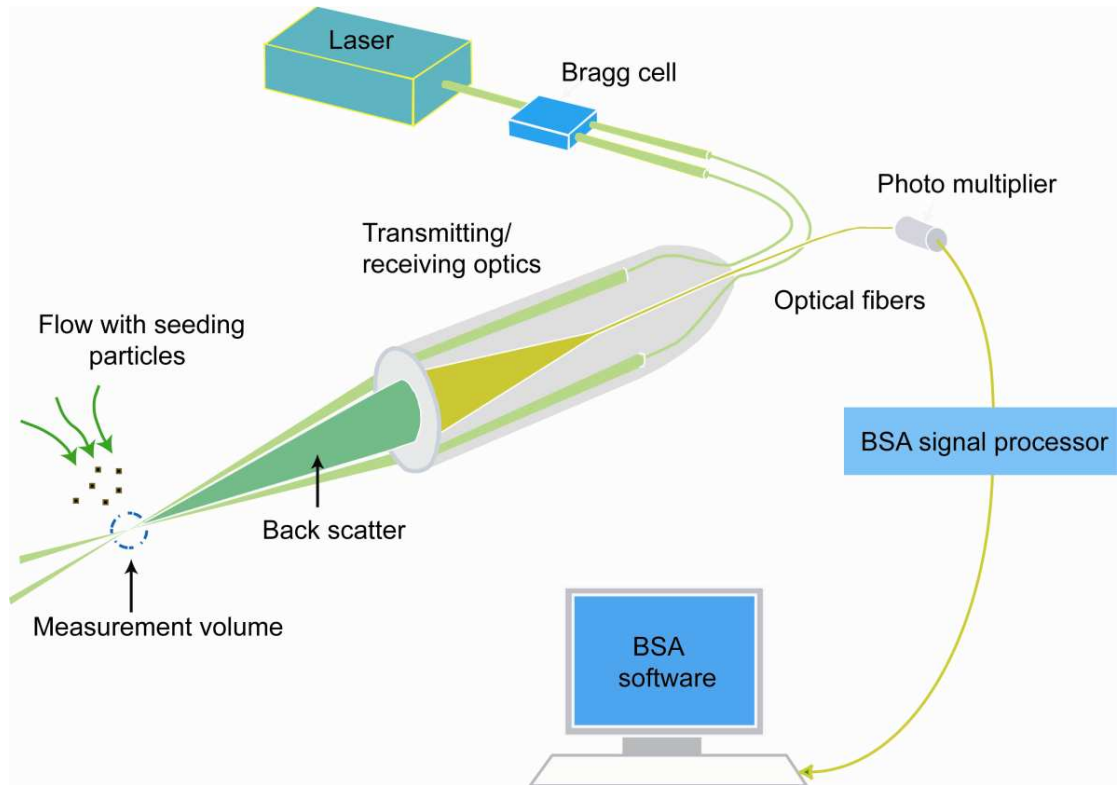 Laser
Bragg cell
Photo multiplier
Transmitting/
receiving optics
Optical fibers
Flow with seeding
particles
BSA signal processor
Back scatter
Measurement volume
BSA
software